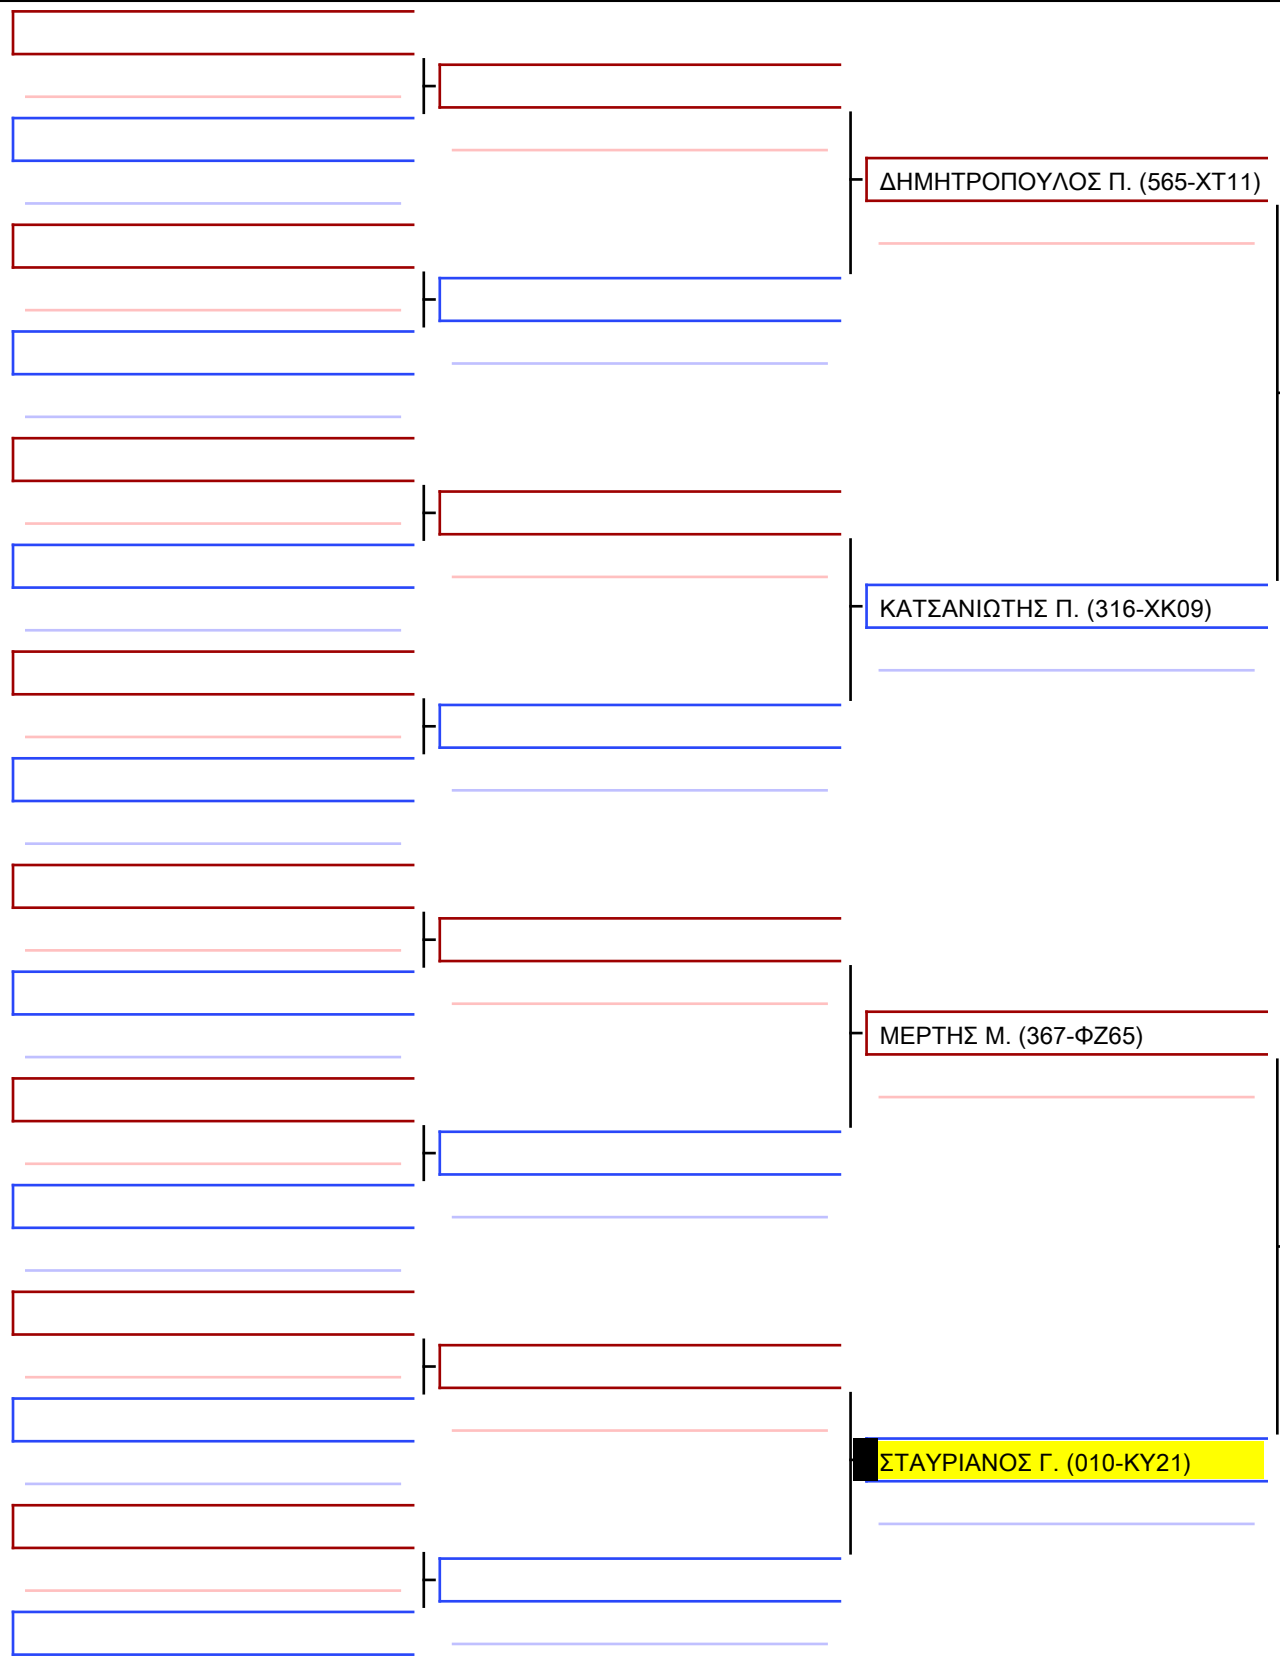 ΔΗΜΗΤΡΟΠΟΥΛΟΣ Π. (565-ΧΤ11)
ΚΑΤΣΑΝΙΩΤΗΣ Π. (316-ΧΚ09)
ΜΕΡΤΗΣ Μ. (367-ΦΖ65)
ΣΤΑΥΡΙΑΝΟΣ Γ. (010-ΚΥ21)